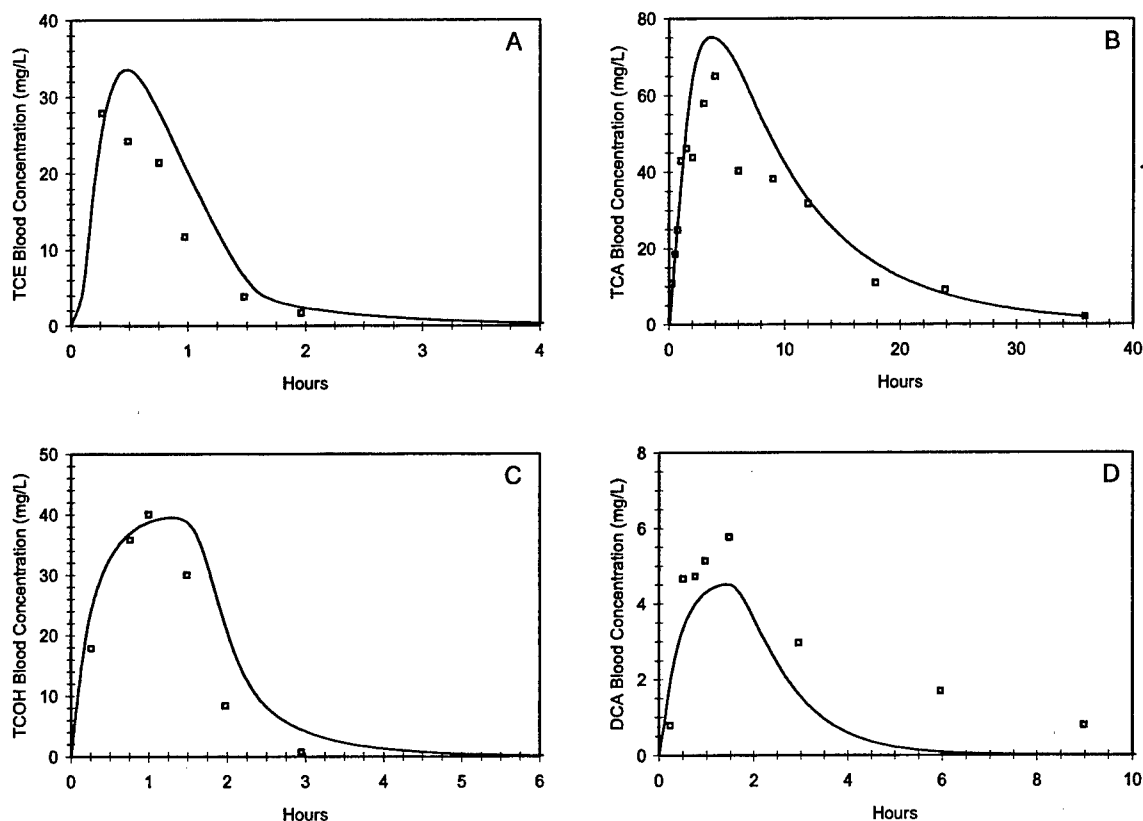 A
TCE Blood Concentration (mg/L)
40
30
20
10
0
0 1 2 3 4
Hours
B
TCA Blood Concentration (mg/L)
80
60
40
20
0
0 10 20 30 40
Hours
C
TCOH Blood Concentration (mg/L)
50
40
30
20
10
0
0 1 2 3 4 5 6
Hours
D
DCA Blood Concentration (mg/L)
8
6
4
2
0
0 2 4 6 8 10
Hours